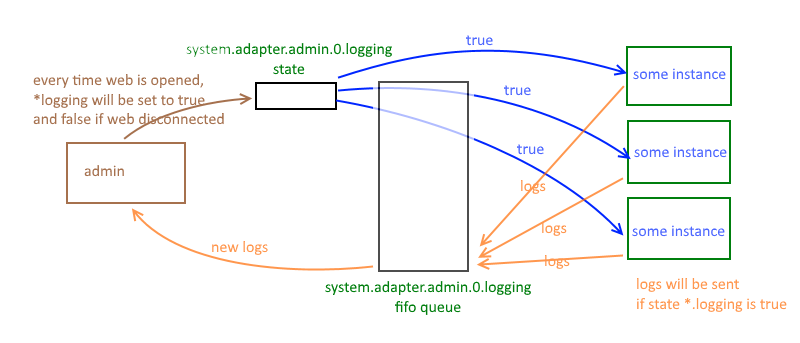 system.adapter.admin.0.logging
state
true
every time web is opened,
*logging will be set to true
and false if web disconnected
some instance
true
true
some instance
admin
logs
some instance
logs
new logs
logs
system.adapter.admin.0.logging
fifo queue
logs will be sent
if state *.logging is true